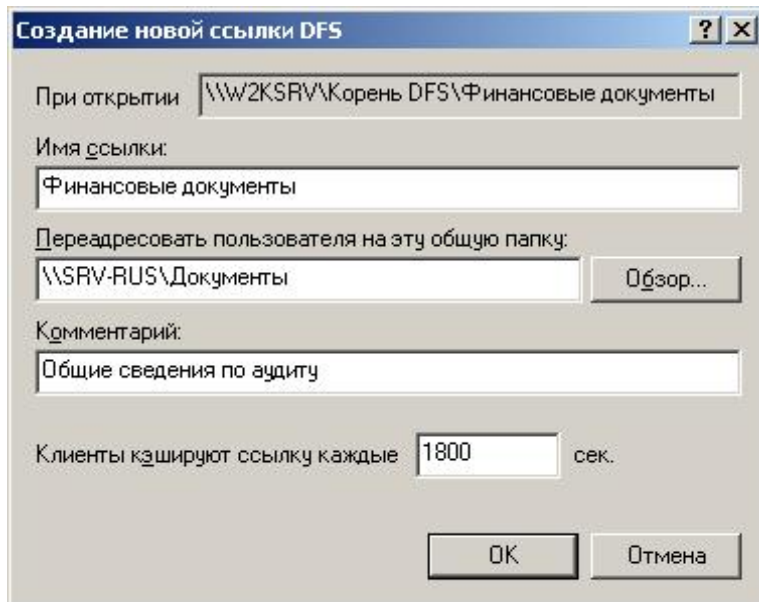 Создание новой ссылки DFS
При открытии \\W2KSRV\Корень DFS\Финансовые документы
Имя ссылки:
Финансовые документы
Переадресовать пользователя на эту общую папку:
\\SRV-RUS\Документы Обзор...
Комментарий:
Общие сведения по аудиту
Клиенты кэшируют ссылку каждые 1800 сек.
OK Отмена